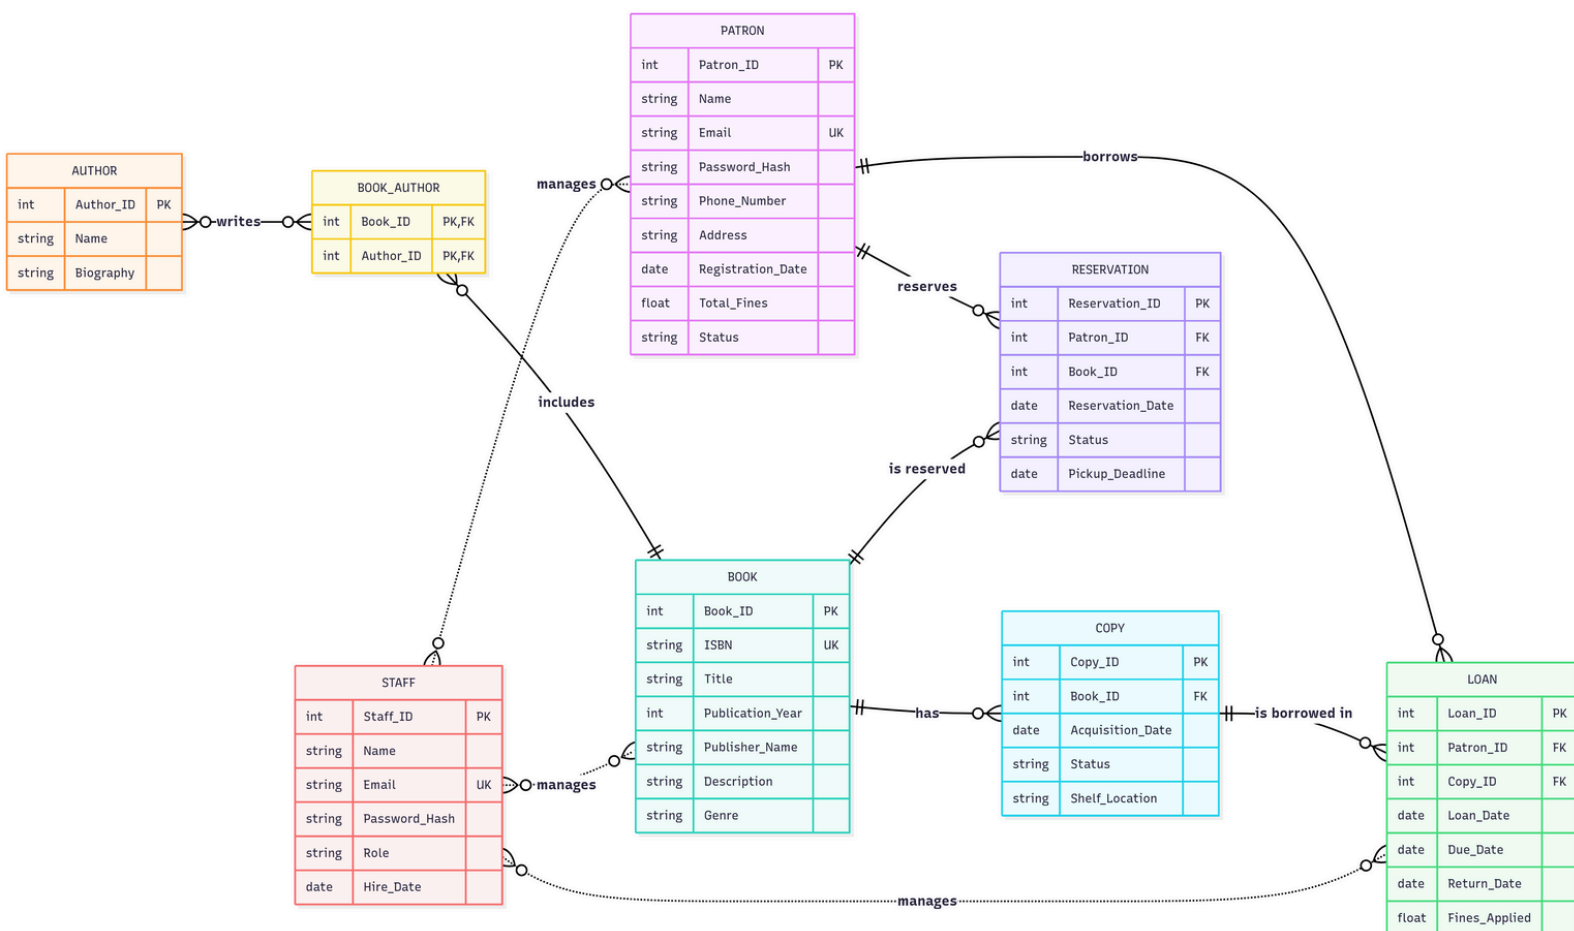 PATRON
int Patron_ID PK
string Name
string Email UK
string Password_Hash
string Phone_Number
string Address
date Registration_Date
float Total_Fines
string Status
AUTHOR
int Author_ID PK
string Name
string Biography
writes
BOOK_AUTHOR
int Book_ID PK,FK
int Author_ID PK,FK
manages
borrows
reserves
RESERVATION
int Reservation_ID PK
int Patron_ID FK
int Book_ID FK
date Reservation_Date
string Status
date Pickup_Deadline
includes
is reserved
BOOK
int Book_ID PK
string ISBN UK
string Title
int Publication_Year
string Publisher_Name
string Description
string Genre
has
COPY
int Copy_ID PK
int Book_ID FK
date Acquisition_Date
string Status
string Shelf_Location
is borrowed in
STAFF
int Staff_ID PK
string Name
string Email UK
string Password_Hash
string Role
date Hire_Date
manages
manages
LOAN
int Loan_ID PK
int Patron_ID FK
int Copy_ID FK
date Loan_Date
date Due_Date
date Return_Date
float Fines_Applied